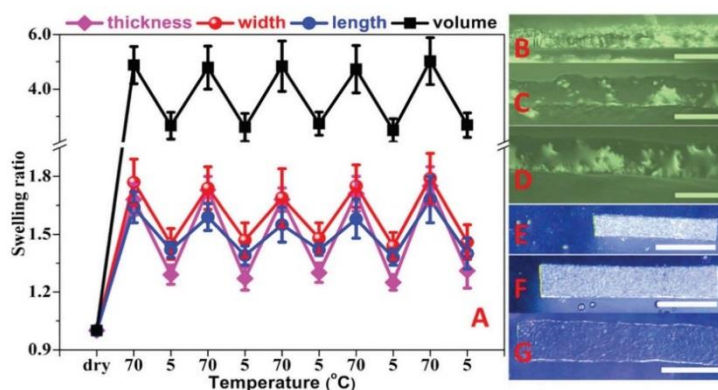 thickness width length volume
6.0
4.0
1.8
1.5
1.2
0.9
Swelling ratio
A
dry 70 5 70 5 70 5 70 5 70 5
Temperature (°C)
B
C
D
E
F
G